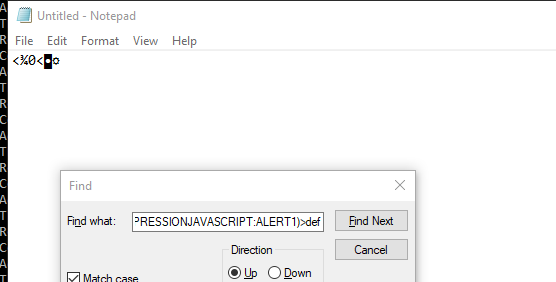 A
T
R
C
A
T
R
C
A
T
R
C
A
T
R
C
A
T
Untitled - Notepad
File Edit Format View Help
<¾0<•¤
Find
Find what: PRESSIONJAVASCRIPT:ALERT1)>def Find Next
Cancel
Direction
Up Down
Match case